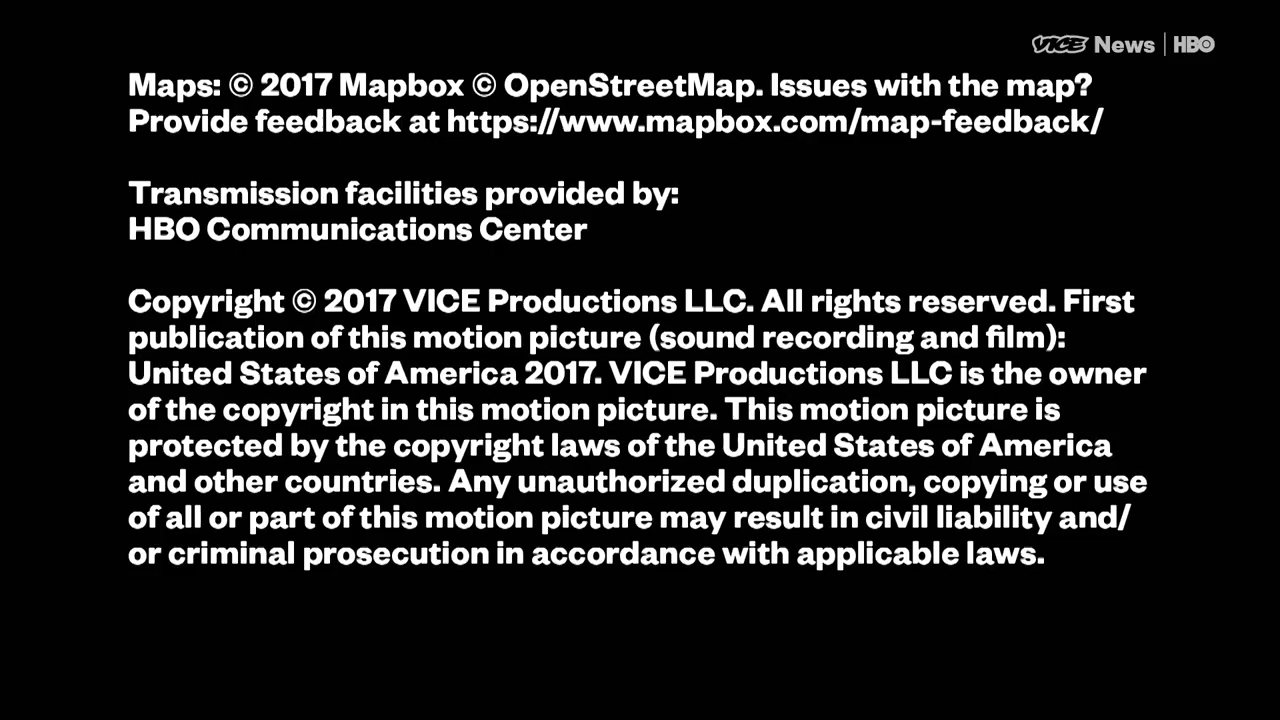 VICE News | HBO
Maps: © 2017 Mapbox © OpenStreetMap. Issues with the map?
Provide feedback at https://www.mapbox.com/map-feedback/
Transmission facilities provided by:
HBO Communications Center
Copyright © 2017 VICE Productions LLC. All rights reserved. First
publication of this motion picture (sound recording and film):
United States of America 2017. VICE Productions LLC is the owner
of the copyright in this motion picture. This motion picture is
protected by the copyright laws of the United States of America
and other countries. Any unauthorized duplication, copying or use
of all or part of this motion picture may result in civil liability and/
or criminal prosecution in accordance with applicable laws.